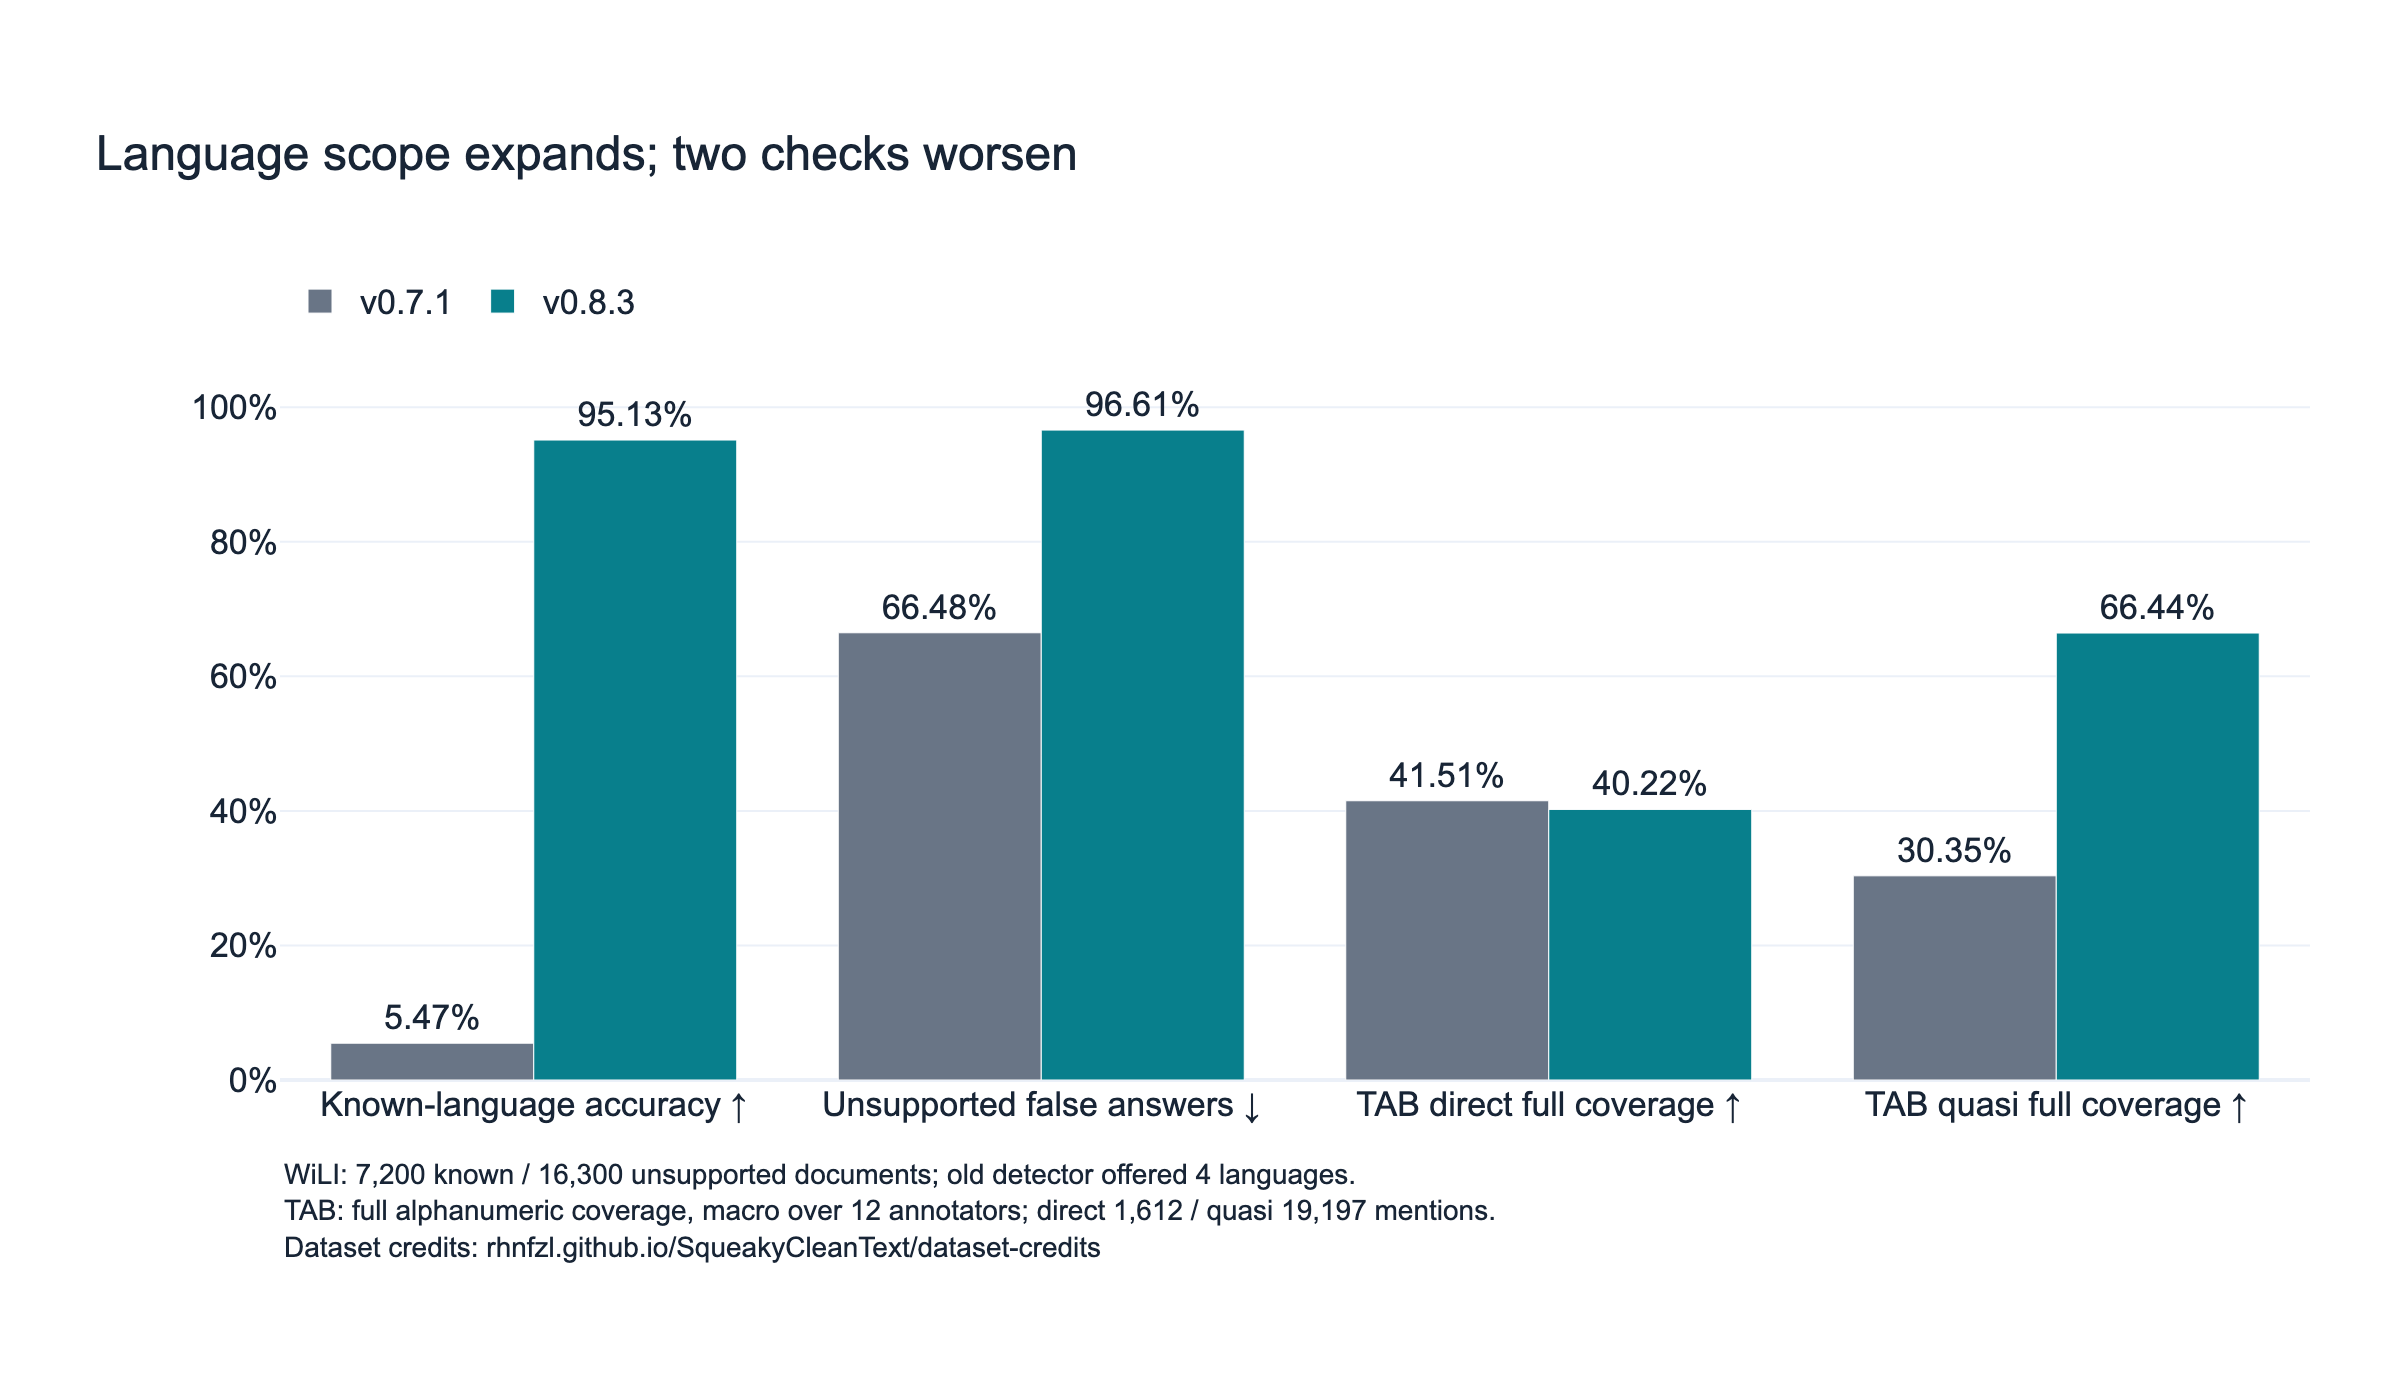 Language scope expands; two checks worsen
v0.7.1 v0.8.3
100%
80%
60%
40%
20%
0%
5.47%
95.13%
66.48%
96.61%
41.51%
40.22%
30.35%
66.44%
Known-language accuracy ↑
Unsupported false answers ↓
TAB direct full coverage ↑
TAB quasi full coverage ↑
WiLI: 7,200 known / 16,300 unsupported documents; old detector offered 4 languages.
TAB: full alphanumeric coverage, macro over 12 annotators; direct 1,612 / quasi 19,197 mentions.
Dataset credits: rhnfzl.github.io/SqueakyCleanText/dataset-credits